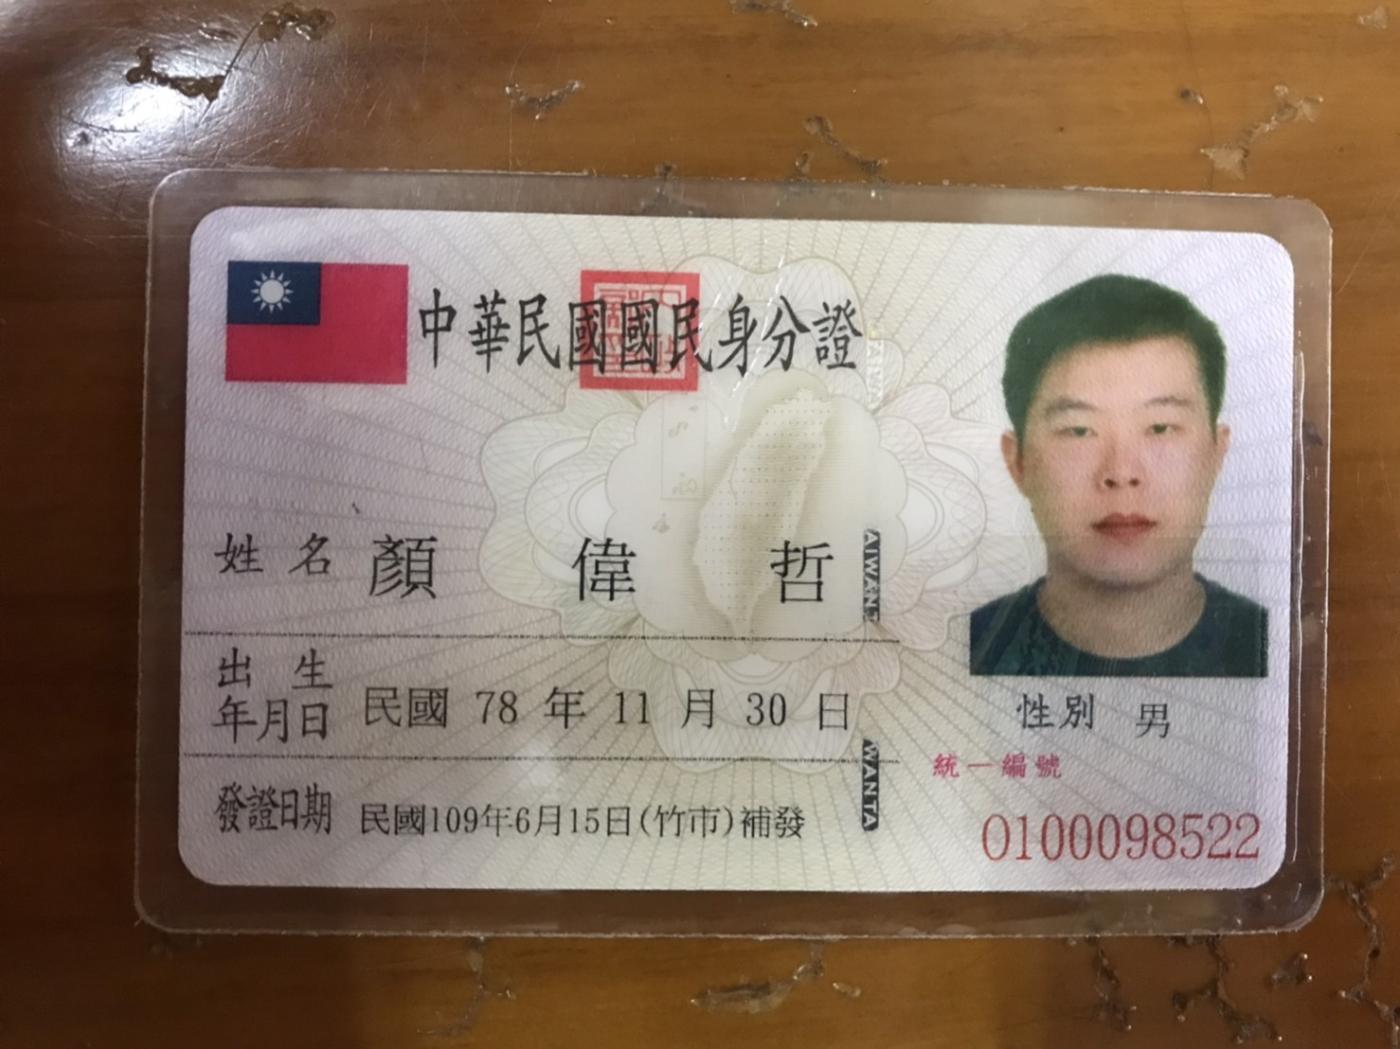 中華民國國民身分證
姓名 顏偉哲
出生年月日 民國 78 年 11 月 30 日
性別 男
統一編號
0100098522
發證日期 民國109年6月15日(竹市)補發
AIWAN
WANTA